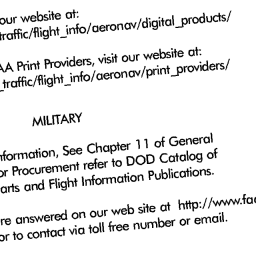 our website at:
traffic/flight_info/aeronav/digital_products/
AA Print Providers, visit our website at:
_traffic/flight_info/aeronav/print_providers/
MILITARY
nformation, See Chapter 11 of General
or Procurement refer to DOD Catalog of
arts and Flight Information Publications.
re answered on our web site at http://www.faa
or to contact via toll free number or email.